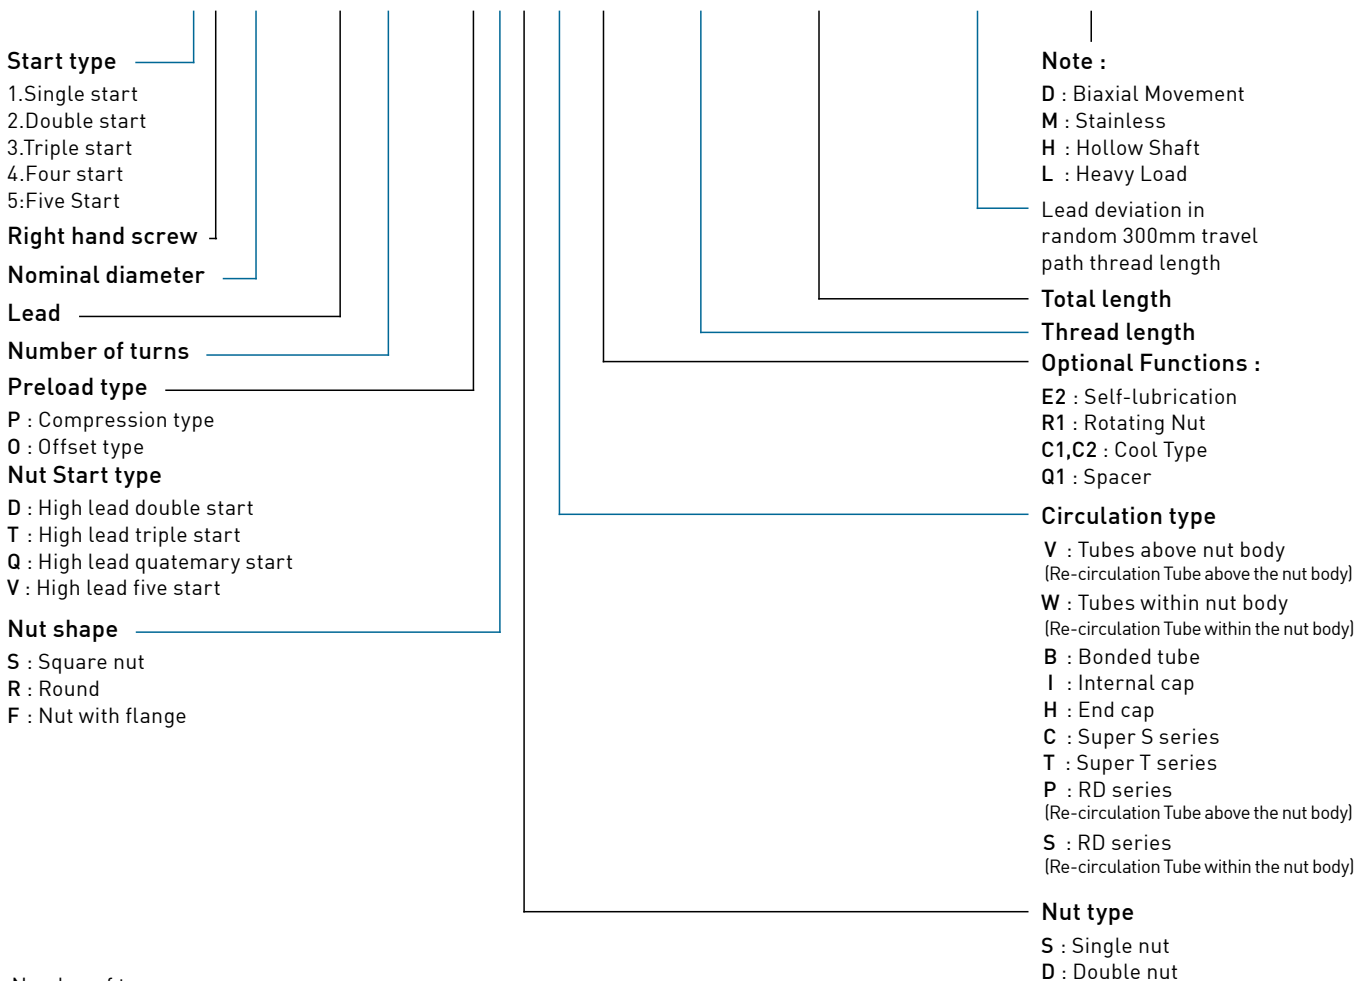 Start type
1.Single start
2.Double start
3.Triple start
4.Four start
5:Five Start
Right hand screw
Nominal diameter
Lead
Number of turns
Preload type
P : Compression type
O : Offset type
Nut Start type
D : High lead double start
T : High lead triple start
Q : High lead quatemary start
V : High lead five start
Nut shape
S : Square nut
R : Round
F : Nut with flange
Note :
D : Biaxial Movement
M : Stainless
H : Hollow Shaft
L : Heavy Load
Lead deviation in
random 300mm travel
path thread length
Total length
Thread length
Optional Functions :
E2 : Self-lubrication
R1 : Rotating Nut
C1,C2 : Cool Type
Q1 : Spacer
Circulation type
V : Tubes above nut body
(Re-circulation Tube above the nut body)
W : Tubes within nut body
(Re-circulation Tube within the nut body)
B : Bonded tube
I : Internal cap
H : End cap
C : Super S series
T : Super T series
P : RD series
(Re-circulation Tube above the nut body)
S : RD series
(Re-circulation Tube within the nut body)
Nut type
S : Single nut
D : Double nut